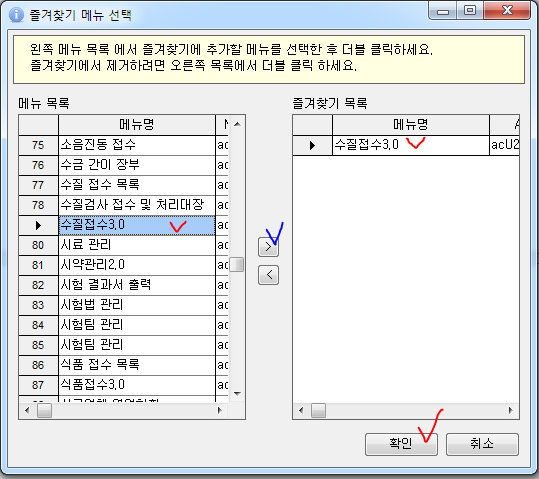 즐겨찾기 메뉴 선택
왼쪽 메뉴 목록 에서 즐겨찾기에 추가할 메뉴를 선택한 후 더블 클릭하세요.
즐겨찾기에서 제거하려면 오른쪽 목록에서 더블 클릭 하세요.
메뉴 목록
메뉴명
75 소음진동 접수 ac
76 수금 간이 장부 ac
77 수질 접수 목록 ac
78 수질검사 접수 및 처리대장 ac
수질접수3.0 ac
80 시료 관리 ac
81 시약관리2.0 ac
82 시험 결과서 출력 ac
83 시험법 관리 ac
84 시험팀 관리 ac
85 시험팀 관리 ac
86 식품 접수 목록 ac
87 식품접수3.0 ac
>
<
즐겨찾기 목록
메뉴명 A
수질접수3.0 acU2
확인 취소